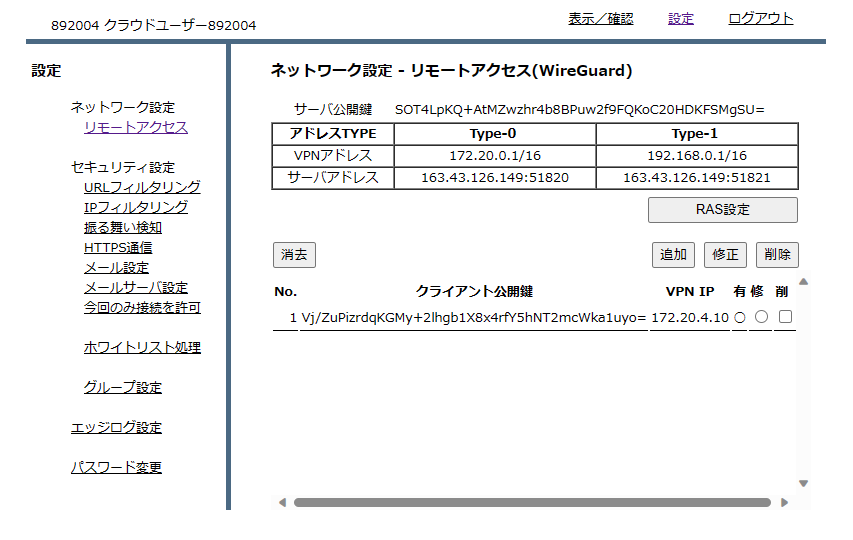 892004 クラウドユーザー892004
表示／確認 設定 ログアウト
設定
ネットワーク設定
リモートアクセス
セキュリティ設定
URLフィルタリング
IPフィルタリング
振る舞い検知
HTTPS通信
メール設定
メールサーバ設定
今回のみ接続を許可
ホワイトリスト処理
グループ設定
エッジログ設定
パスワード変更
ネットワーク設定 - リモートアクセス(WireGuard)
サーバ公開鍵 SOT4LpKQ+AtMZwzhr4b8BPuw2f9FQKoC20HDKFSMgSU=
アドレスTYPE Type-0 Type-1
VPNアドレス 172.20.0.1/16 192.168.0.1/16
サーバアドレス 163.43.126.149:51820 163.43.126.149:51821
RAS設定
消去 追加 修正 削除
No. クライアント公開鍵 VPN IP 有 修 削
1 Vj/ZuPizrdqKGMy+2lhgb1X8x4rfY5hNT2mcWka1uyo= 172.20.4.10 〇